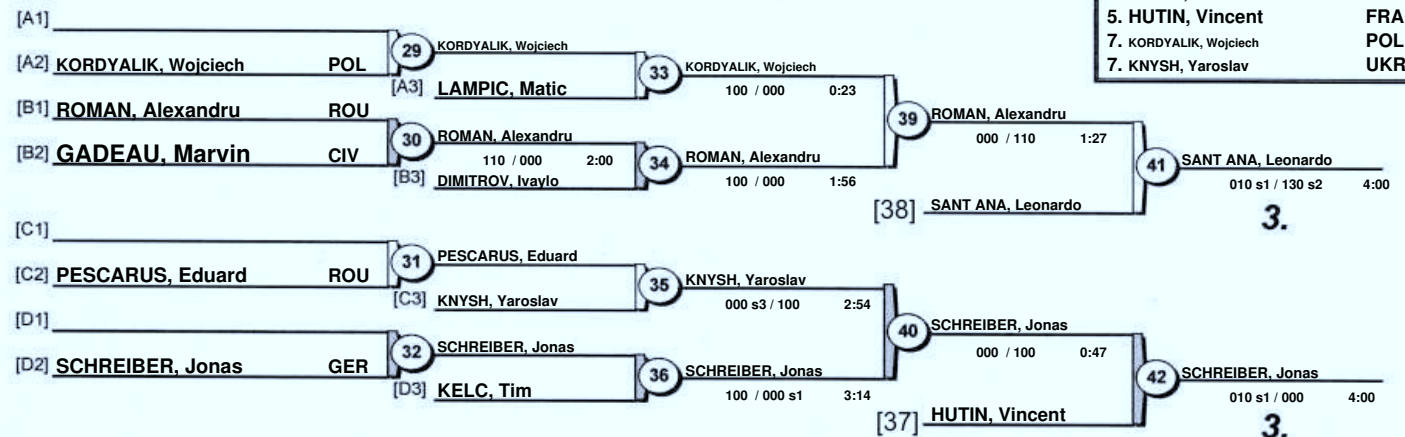 5. HUTIN, Vincent FRA
7. KORDYALIK, Wojciech POL
7. KNYSH, Yaroslav UKR
[A1]
[A2] KORDYALIK, Wojciech POL
29
KORDYALIK, Wojciech
[A3] LAMPIC, Matic
33
KORDYALIK, Wojciech
100 / 000 0:23
[B1] ROMAN, Alexandru ROU
[B2] GADEAU, Marvin CIV
30
ROMAN, Alexandru
110 / 000 2:00
[B3] DIMITROV, Ivaylo
34
ROMAN, Alexandru
100 / 000 1:56
39
ROMAN, Alexandru
000 / 110 1:27
[38] SANT ANA, Leonardo
41
SANT ANA, Leonardo
010 s1 / 130 s2 4:00
3.
[C1]
[C2] PESCARUS, Eduard ROU
31
PESCARUS, Eduard
[C3] KNYSH, Yaroslav
35
KNYSH, Yaroslav
000 s3 / 100 2:54
[D1]
[D2] SCHREIBER, Jonas GER
32
SCHREIBER, Jonas
[D3] KELC, Tim
36
SCHREIBER, Jonas
100 / 000 s1 3:14
40
SCHREIBER, Jonas
000 / 100 0:47
[37] HUTIN, Vincent
42
SCHREIBER, Jonas
010 s1 / 000 4:00
3.